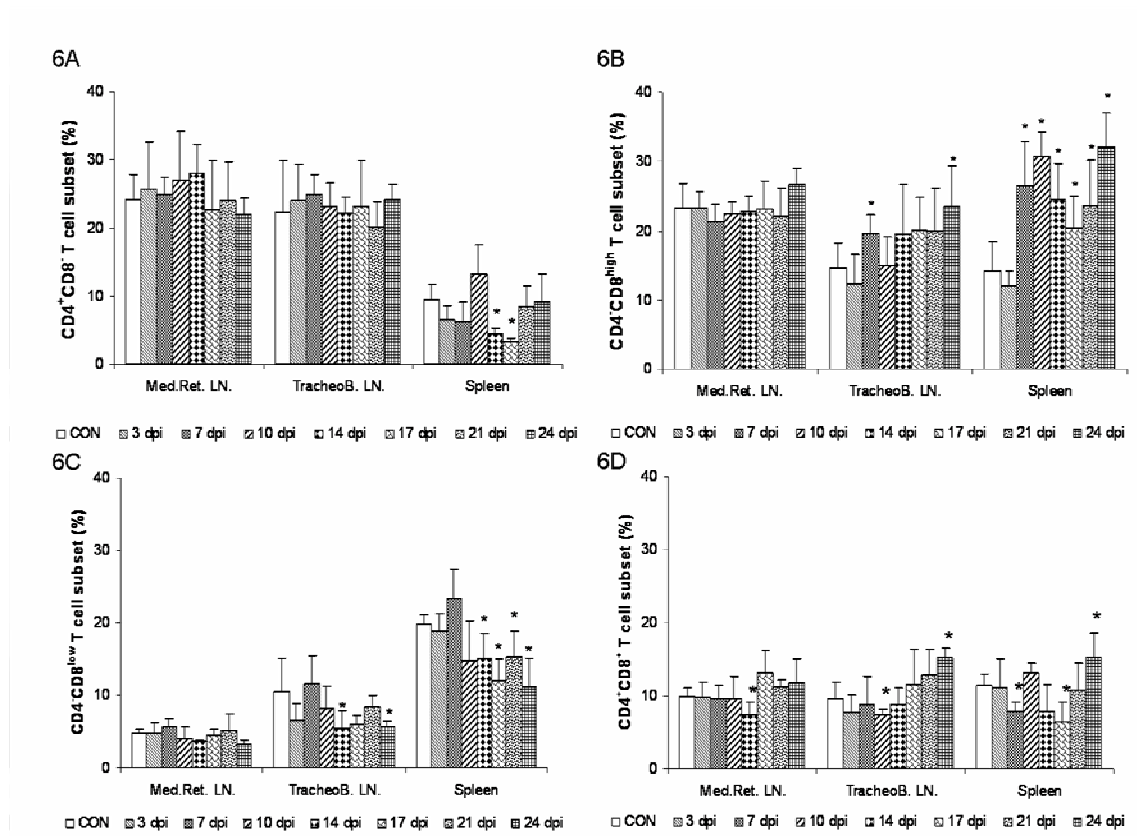 6A
CD4⁺CD8⁻ T cell subset (%)
40
30
20
10
0
*
*
Med.Ret. LN.
TracheoB. LN.
Spleen
CON 3 dpi 7 dpi 10 dpi 14 dpi 17 dpi 21 dpi 24 dpi
6B
CD4⁻CD8ʰⁱᵍʰ T cell subset (%)
40
30
20
10
0
* * * * * * * *
Med.Ret. LN.
TracheoB. LN.
Spleen
CON 3 dpi 7 dpi 10 dpi 14 dpi 17 dpi 21 dpi 24 dpi
6C
CD4⁻CD8ˡᵒʷ T cell subset (%)
40
30
20
10
0
* * * * * *
Med.Ret. LN.
TracheoB. LN.
Spleen
CON 3 dpi 7 dpi 10 dpi 14 dpi 17 dpi 21 dpi 24 dpi
6D
CD4⁺CD8⁺ T cell subset (%)
40
30
20
10
0
* * * * * *
Med.Ret. LN.
TracheoB. LN.
Spleen
CON 3 dpi 7 dpi 10 dpi 14 dpi 17 dpi 21 dpi 24 dpi